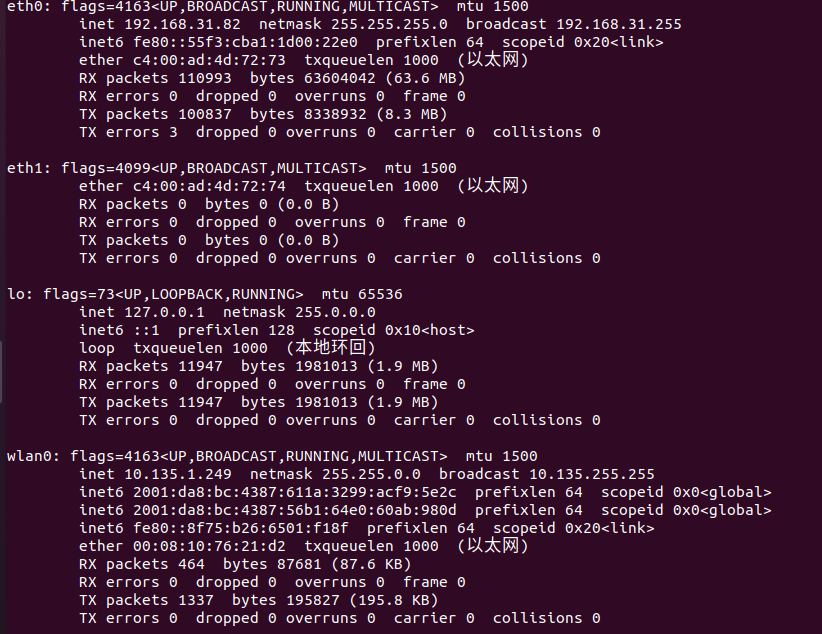 eth0: flags=4163<UP,BROADCAST,RUNNING,MULTICAST>  mtu 1500
        inet 192.168.31.82  netmask 255.255.255.0  broadcast 192.168.31.255
        inet6 fe80::55f3:cba1:1d00:22e0  prefixlen 64  scopeid 0x20<link>
        ether c4:00:ad:4d:72:73  txqueuelen 1000  (以太网)
        RX packets 110993  bytes 63604042 (63.6 MB)
        RX errors 0  dropped 0  overruns 0  frame 0
        TX packets 100837  bytes 8338932 (8.3 MB)
        TX errors 3  dropped 0 overruns 0  carrier 0  collisions 0

eth1: flags=4099<UP,BROADCAST,MULTICAST>  mtu 1500
        ether c4:00:ad:4d:72:74  txqueuelen 1000  (以太网)
        RX packets 0  bytes 0 (0.0 B)
        RX errors 0  dropped 0  overruns 0  frame 0
        TX packets 0  bytes 0 (0.0 B)
        TX errors 0  dropped 0 overruns 0  carrier 0  collisions 0

lo: flags=73<UP,LOOPBACK,RUNNING>  mtu 65536
        inet 127.0.0.1  netmask 255.0.0.0
        inet6 ::1  prefixlen 128  scopeid 0x10<host>
        loop  txqueuelen 1000  (本地环回)
        RX packets 11947  bytes 1981013 (1.9 MB)
        RX errors 0  dropped 0  overruns 0  frame 0
        TX packets 11947  bytes 1981013 (1.9 MB)
        TX errors 0  dropped 0 overruns 0  carrier 0  collisions 0

wlan0: flags=4163<UP,BROADCAST,RUNNING,MULTICAST>  mtu 1500
        inet 10.135.1.249  netmask 255.255.0.0  broadcast 10.135.255.255
        inet6 2001:da8:bc:4387:611a:3299:acf9:5e2c  prefixlen 64  scopeid 0x0<global>
        inet6 2001:da8:bc:4387:56b1:64e0:60ab:980d  prefixlen 64  scopeid 0x0<global>
        inet6 fe80::8f75:b26:6501:f18f  prefixlen 64  scopeid 0x20<link>
        ether 00:08:10:76:21:d2  txqueuelen 1000  (以太网)
        RX packets 464  bytes 87681 (87.6 KB)
        RX errors 0  dropped 0  overruns 0  frame 0
        TX packets 1337  bytes 195827 (195.8 KB)
        TX errors 0  dropped 0 overruns 0  carrier 0  collisions 0